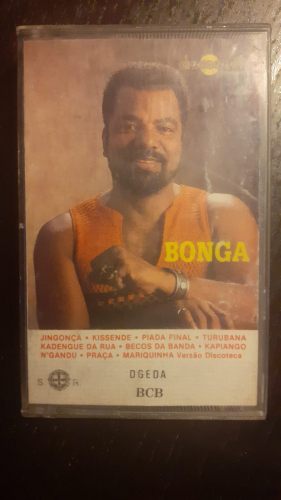 BONGA
JINGONÇÃ • KISSENDE • PIADA FINAL • TURUBANA
KADENGUE DA RUA • BECOS DA BANDA • KAPIANGO
N'GANDU • PRAÇA • MARIQUINHA Versão Discoteca
DGEDA
BCB